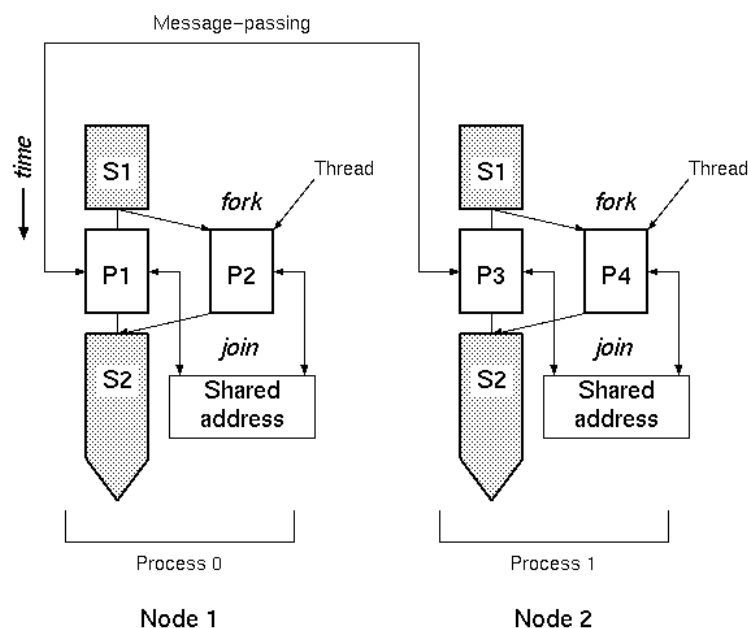 Message-passing
time
S1
fork
Thread
P1
P2
join
S2
Shared
address
Process 0
Node 1
S1
fork
Thread
P3
P4
join
S2
Shared
address
Process 1
Node 2